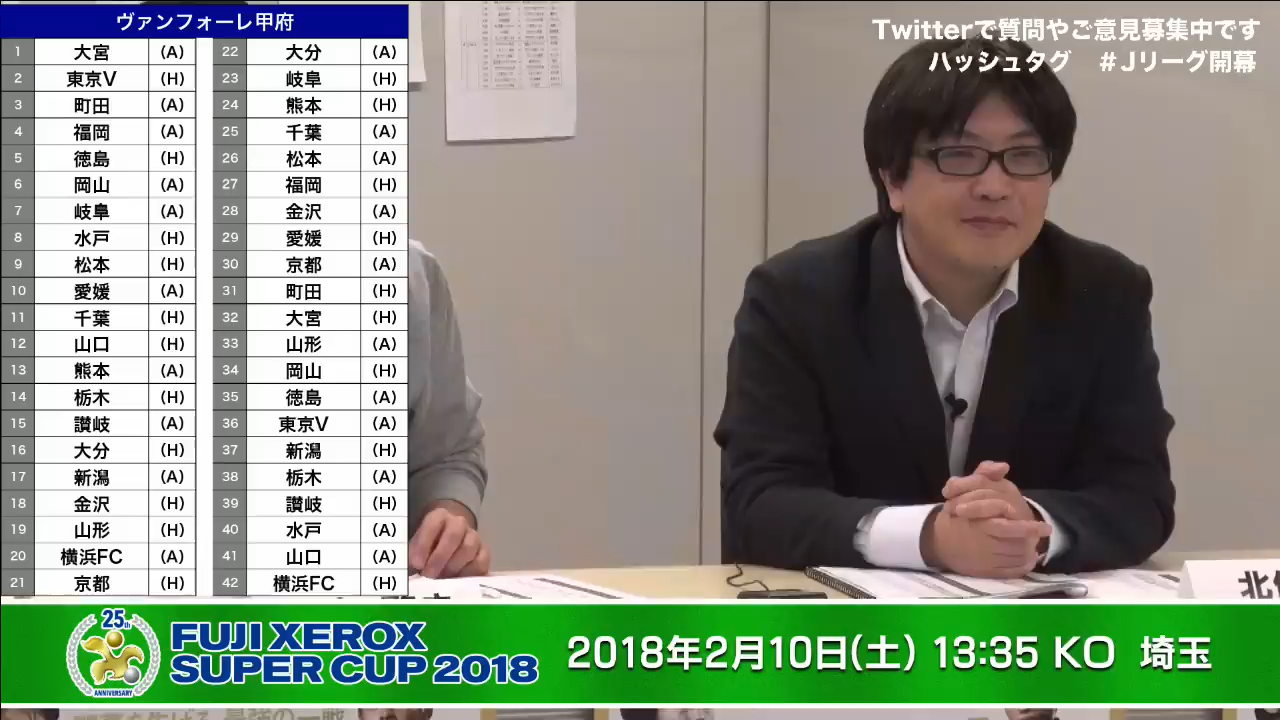 ヴァンフォーレ甲府
1 大宮 (A) 22 大分 (A)
2 東京V (H) 23 岐阜 (H)
3 町田 (A) 24 熊本 (H)
4 福岡 (A) 25 千葉 (A)
5 徳島 (H) 26 松本 (A)
6 岡山 (A) 27 福岡 (H)
7 岐阜 (A) 28 金沢 (A)
8 水戸 (H) 29 愛媛 (H)
9 松本 (H) 30 京都 (A)
10 愛媛 (A) 31 町田 (H)
11 千葉 (H) 32 大宮 (H)
12 山口 (H) 33 山形 (A)
13 熊本 (A) 34 岡山 (H)
14 栃木 (H) 35 徳島 (A)
15 讃岐 (A) 36 東京V (A)
16 大分 (H) 37 新潟 (H)
17 新潟 (A) 38 栃木 (A)
18 金沢 (H) 39 讃岐 (H)
19 山形 (H) 40 水戸 (A)
20 横浜FC (A) 41 山口 (A)
21 京都 (H) 42 横浜FC (H)
Twitterで質問やご意見募集中です
ハッシュタグ #Jリーグ開幕
北
25th
ANNIVERSARY
FUJI XEROX
SUPER CUP 2018
2018年2月10日(土) 13:35 KO 埼玉